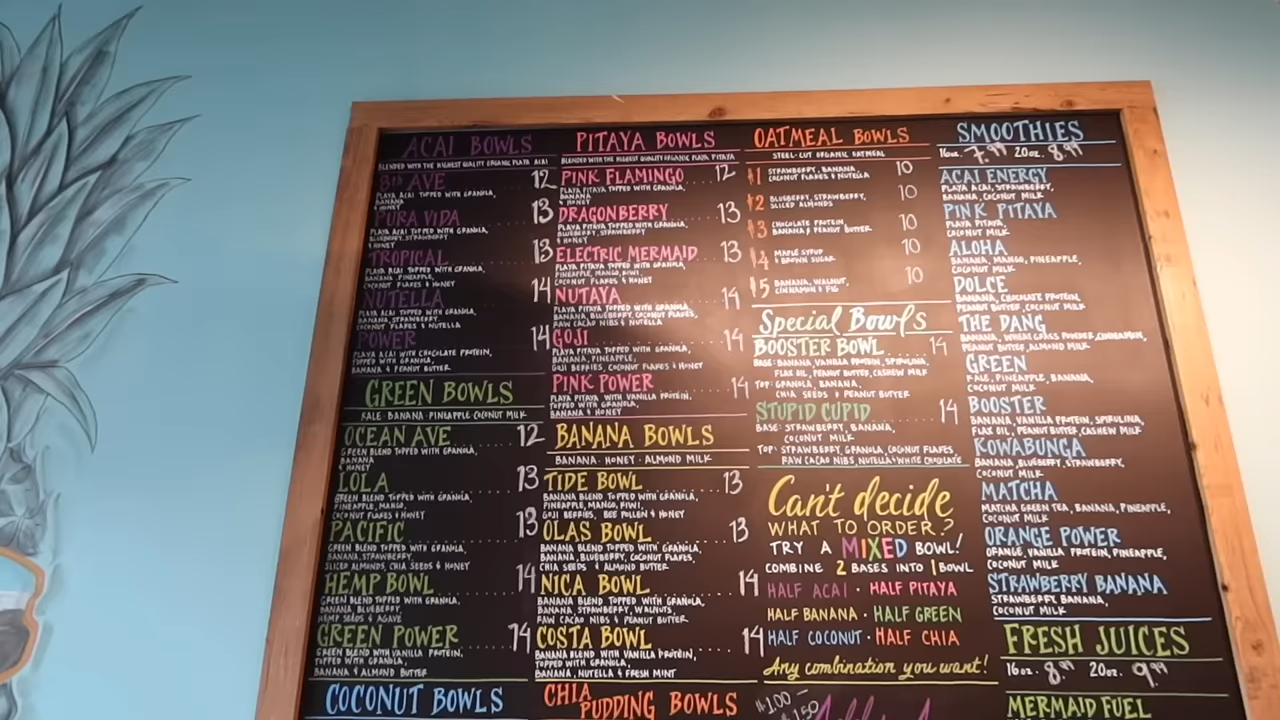 ACAI BOWLS
BLENDED WITH THE HIGHEST QUALITY ORGANIC PLAYA ACAI
8TH AVE 12
PLAYA ACAI TOPPED WITH GRANOLA,
BANANA
& HONEY
PURA VIDA 13
PLAYA ACAI TOPPED WITH GRANOLA,
BLUEBERRY, STRAWBERRY
& HONEY
TROPICAL 13
PLAYA ACAI TOPPED WITH GRANOLA,
BANANA, PINEAPPLE,
COCONUT FLAKES & HONEY
NUTELLA 14
PLAYA ACAI TOPPED WITH GRANOLA,
BANANA, STRAWBERRY,
COCONUT FLAKES & NUTELLA
POWER 14
PLAYA ACAI WITH CHOCOLATE PROTEIN,
TOPPED WITH GRANOLA,
BANANA & PEANUT BUTTER
GREEN BOWLS
KALE · BANANA · PINEAPPLE COCONUT MILK
OCEAN AVE 12
GREEN BLEND TOPPED WITH GRANOLA,
BANANA
& HONEY
LOLA 13
GREEN BLEND TOPPED WITH GRANOLA,
PINEAPPLE, MANGO,
COCONUT FLAKES & HONEY
PACIFIC 13
GREEN BLEND TOPPED WITH GRANOLA,
BANANA, STRAWBERRY,
SLICED ALMONDS, CHIA SEEDS & HONEY
HEMP BOWL 14
GREEN BLEND TOPPED WITH GRANOLA,
BANANA, BLUEBERRY,
HEMP SEEDS & AGAVE
GREEN POWER 14
GREEN BLEND WITH VANILLA PROTEIN,
TOPPED WITH GRANOLA,
BANANA & ALMOND BUTTER
COCONUT BOWLS
PITAYA BOWLS
BLENDED WITH THE HIGHEST QUALITY ORGANIC PLAYA PITAYA
PINK FLAMINGO 12
PLAYA PITAYA TOPPED WITH GRANOLA,
BANANA
& HONEY
DRAGONBERRY 13
PLAYA PITAYA TOPPED WITH GRANOLA,
BLUEBERRY, STRAWBERRY
& HONEY
ELECTRIC MERMAID 13
PLAYA PITAYA TOPPED WITH GRANOLA,
PINEAPPLE, MANGO, KIWI,
COCONUT FLAKES & HONEY
NUTAYA 14
PLAYA PITAYA TOPPED WITH GRANOLA,
BANANA, BLUEBERRY, COCONUT FLAKES,
RAW CACAO NIBS & NUTELLA
GOJI 14
PLAYA PITAYA TOPPED WITH GRANOLA,
BANANA, PINEAPPLE,
GOJI BERRIES, COCONUT FLAKES & HONEY
PINK POWER 14
PLAYA PITAYA WITH VANILLA PROTEIN,
TOPPED WITH GRANOLA,
BANANA & HONEY
BANANA BOWLS
BANANA · HONEY · ALMOND MILK
TIDE BOWL 13
BANANA BLEND TOPPED WITH GRANOLA,
PINEAPPLE, MANGO, KIWI,
GOJI BERRIES, BEE POLLEN & HONEY
OLAS BOWL 13
BANANA BLEND TOPPED WITH GRANOLA,
BANANA, BLUEBERRY, COCONUT FLAKES,
CHIA SEEDS & ALMOND BUTTER
NICA BOWL 14
BANANA BLEND TOPPED WITH GRANOLA,
BANANA, STRAWBERRY, WALNUTS,
RAW CACAO NIBS & PEANUT BUTTER
COSTA BOWL 14
BANANA BLEND WITH VANILLA PROTEIN,
TOPPED WITH GRANOLA,
BANANA, NUTELLA & FRESH MINT
CHIA PUDDING BOWLS
OATMEAL BOWLS
STEEL-CUT ORGANIC OATMEAL
#1 STRAWBERRY, BANANA, 10
COCONUT FLAKES & NUTELLA
#2 BLUEBERRY, STRAWBERRY, 10
SLICED ALMONDS
#3 CHOCOLATE PROTEIN, 10
BANANA & PEANUT BUTTER
#4 MAPLE SYRUP 10
& BROWN SUGAR
#5 BANANA, WALNUT, 10
CINNAMON & FIG
Special Bowls
BOOSTER BOWL 14
BASE: BANANA, VANILLA PROTEIN, SPIRULINA,
FLAX OIL, PEANUT BUTTER, CASHEW MILK
TOP: GRANOLA, BANANA,
CHIA SEEDS & PEANUT BUTTER
STUPID CUPID 14
BASE: STRAWBERRY, BANANA,
COCONUT MILK
TOP: STRAWBERRY, GRANOLA, COCONUT FLAKES,
RAW CACAO NIBS, NUTELLA + WHITE CHOCOLATE
Can't decide
WHAT TO ORDER?
TRY A MIXED BOWL!
COMBINE 2 BASES INTO 1 BOWL
HALF ACAI · HALF PITAYA
HALF BANANA · HALF GREEN
HALF COCONUT · HALF CHIA
Any combination you want!
1.00 –
1.50
SMOOTHIES
16oz. 7.99 20oz. 8.99
ACAI ENERGY
PLAYA ACAI, STRAWBERRY,
BANANA, COCONUT MILK
PINK PITAYA
PLAYA PITAYA,
COCONUT MILK
ALOHA
BANANA, MANGO, PINEAPPLE,
COCONUT MILK
DOLCE
BANANA, CHOCOLATE PROTEIN,
PEANUT BUTTER, COCONUT MILK
THE DANG
BANANA, WHEAT GRASS POWDER, CINNAMON,
PEANUT BUTTER, ALMOND MILK
GREEN
KALE, PINEAPPLE, BANANA,
COCONUT MILK
BOOSTER
BANANA, VANILLA PROTEIN, SPIRULINA,
FLAX OIL, PEANUT BUTTER, CASHEW MILK
KOWABUNGA
BANANA, BLUEBERRY, STRAWBERRY,
COCONUT MILK
MATCHA
MATCHA GREEN TEA, BANANA, PINEAPPLE,
COCONUT MILK
ORANGE POWER
ORANGE, VANILLA PROTEIN, PINEAPPLE,
COCONUT MILK
STRAWBERRY BANANA
STRAWBERRY, BANANA,
COCONUT MILK
FRESH JUICES
16oz. 8.99 20oz. 9.99
MERMAID FUEL